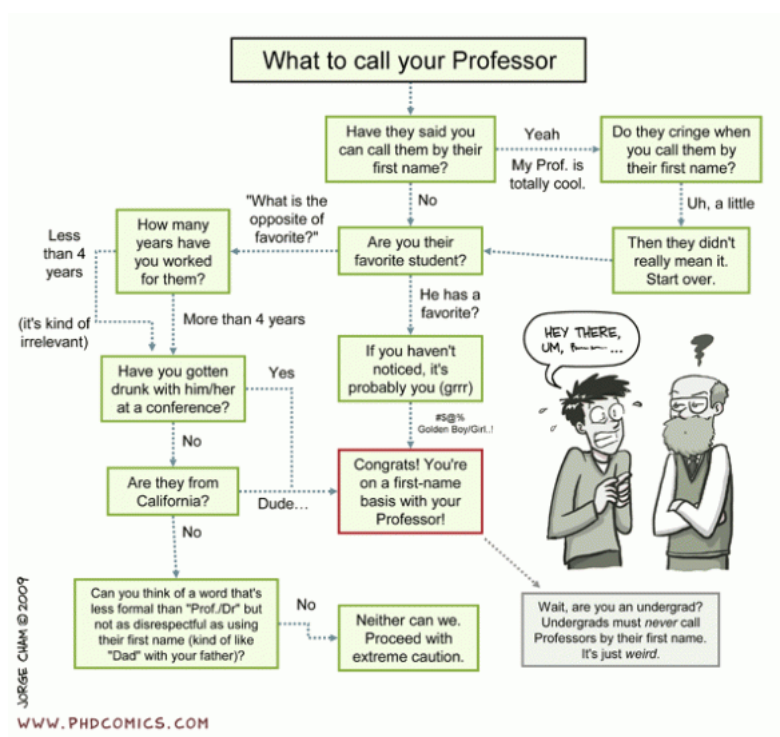 What to call your Professor
Have they said you
can call them by their
first name?
Yeah
My Prof. is
totally cool.
Do they cringe when
you call them by
their first name?
Uh, a little
Then they didn't
really mean it.
Start over.
No
Are you their
favorite student?
"What is the
opposite of
favorite?"
How many
years have
you worked
for them?
Less
than 4
years
(it's kind of
irrelevant)
More than 4 years
He has a
favorite?
If you haven't
noticed, it's
probably you (grrr)
#$@%
Golden Boy/Girl..!
Have you gotten
drunk with him/her
at a conference?
Yes
No
Are they from
California?
Dude...
Congrats! You're
on a first-name
basis with your
Professor!
No
Can you think of a word that's
less formal than "Prof./Dr" but
not as disrespectful as using
their first name (kind of like
"Dad" with your father)?
No
Neither can we.
Proceed with
extreme caution.
Wait, are you an undergrad?
Undergrads must never call
Professors by their first name.
It's just weird.
HEY THERE,
UM, ...
?
JORGE CHAM © 2009
WWW.PHDCOMICS.COM